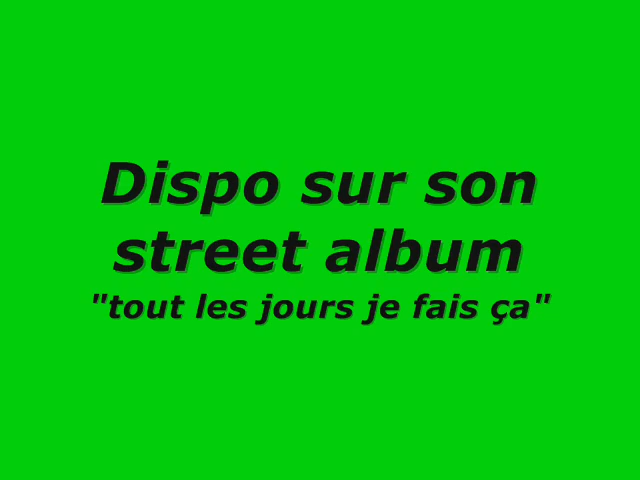 Dispo sur son
street album
"tout les jours je fais ça"